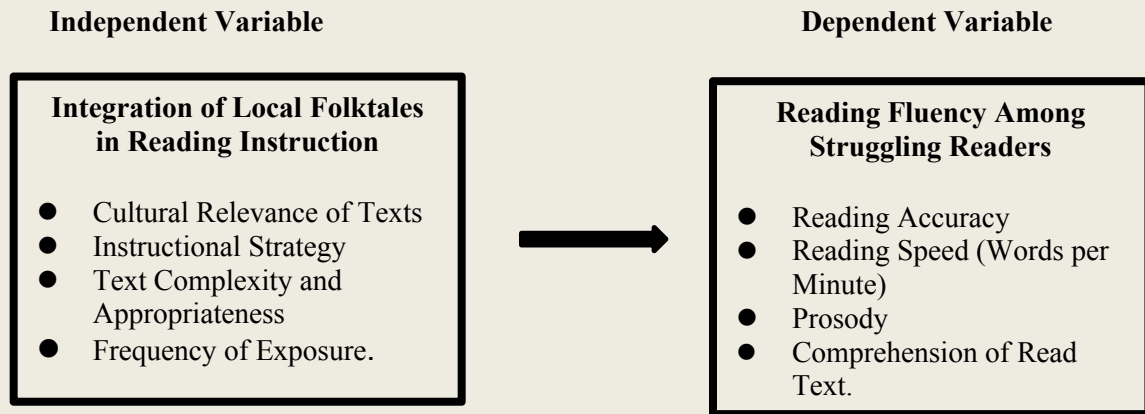 Independent Variable
Dependent Variable
Integration of Local Folktales
in Reading Instruction
● Cultural Relevance of Texts
● Instructional Strategy
● Text Complexity and
Appropriateness
● Frequency of Exposure.
Reading Fluency Among
Struggling Readers
● Reading Accuracy
● Reading Speed (Words per
Minute)
● Prosody
● Comprehension of Read
Text.